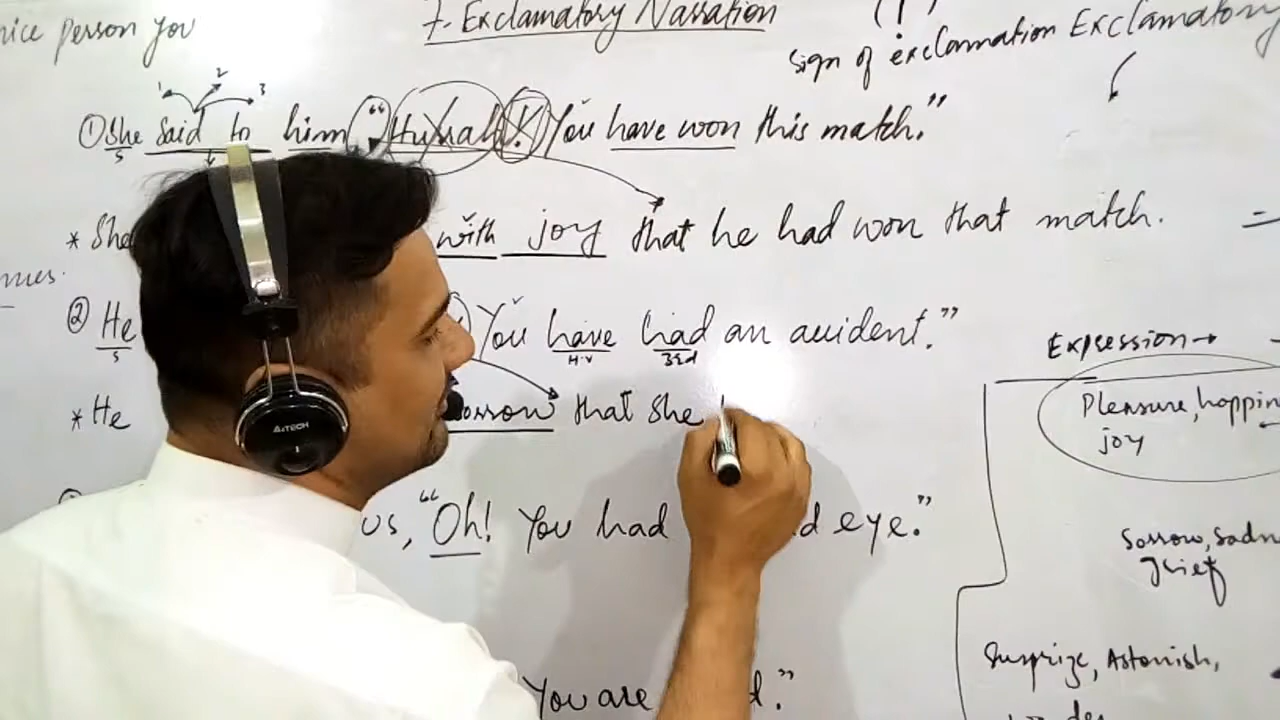 nice person you
7- Exclamatory Narration
(!)
sign of exclamation Exclamatory
1 2 3
① She said to him "Hurrah! You have won this match."
S
* She with joy that he had won that match. =
② He You have had an accident."
S H.V 3rd
* He sorrow that she
us, "Oh! You had d eye."
You are d."
Expression →
Pleasure, happin
joy
Sorrow, Sadn
grief
Surprize, Astonish,
A4TECH